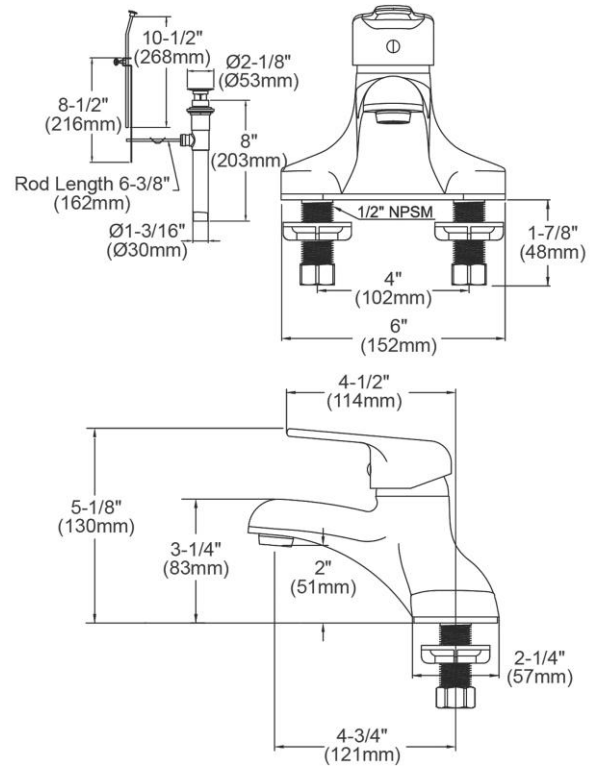 10-1/2"
(268mm)
Ø2-1/8"
(Ø53mm)
8-1/2"
(216mm)
8"
(203mm)
Rod Length 6-3/8"
(162mm)
Ø1-3/16"
(Ø30mm)
1/2" NPSM
1-7/8"
(48mm)
4"
(102mm)
6"
(152mm)
4-1/2"
(114mm)
5-1/8"
(130mm)
3-1/4"
(83mm)
2"
(51mm)
2-1/4"
(57mm)
4-3/4"
(121mm)